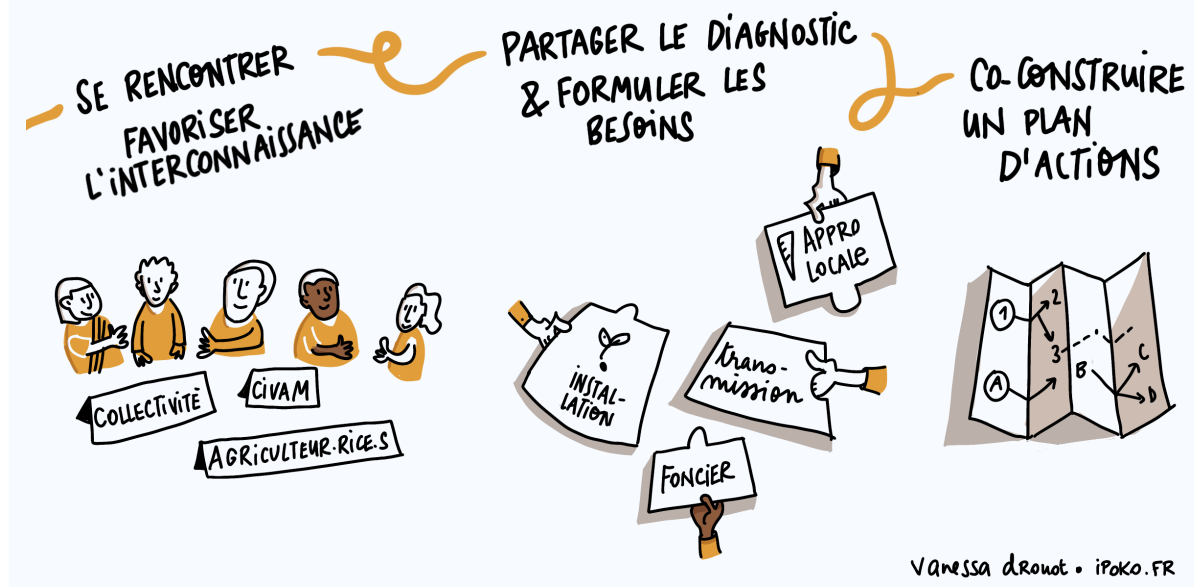 SE RENCONTRER
FAVORISER
L'INTERCONNAISSANCE
PARTAGER LE DIAGNOSTIC
& FORMULER LES
BESOINS
CO-CONSTRUIRE
UN PLAN
D'ACTIONS
COLLECTIVITÉ
CIVAM
AGRICULTEUR·RICE·S
APPRO
LOCALE
INSTAL-
LATION
trans-
mission
FONCIER
1
2
3
A
B
C
D
Vanessa drouot • iPOKO.FR